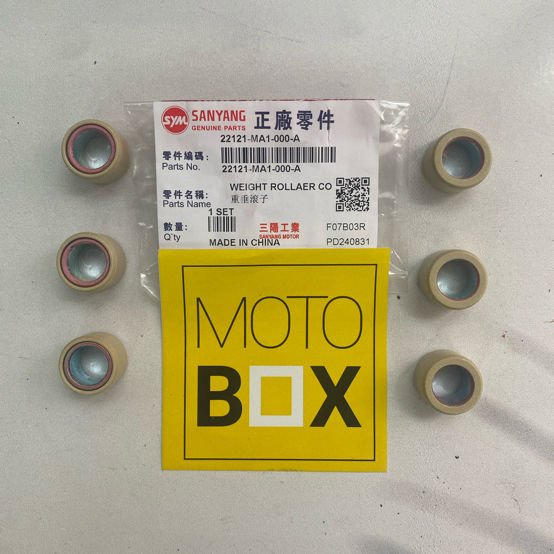 SYM SANYANG 正廠零件
GENUINE PARTS
22121-MA1-000-A
零件編碼:
Parts No. 22121-MA1-000-A
零件名稱: WEIGHT ROLLAER CO
Parts Name 重垂滾子
數量: 1 SET 三陽工業 F07B03R
Q'ty SANYANG MOTOR
MADE IN CHINA PD240831
MOTO
BOX